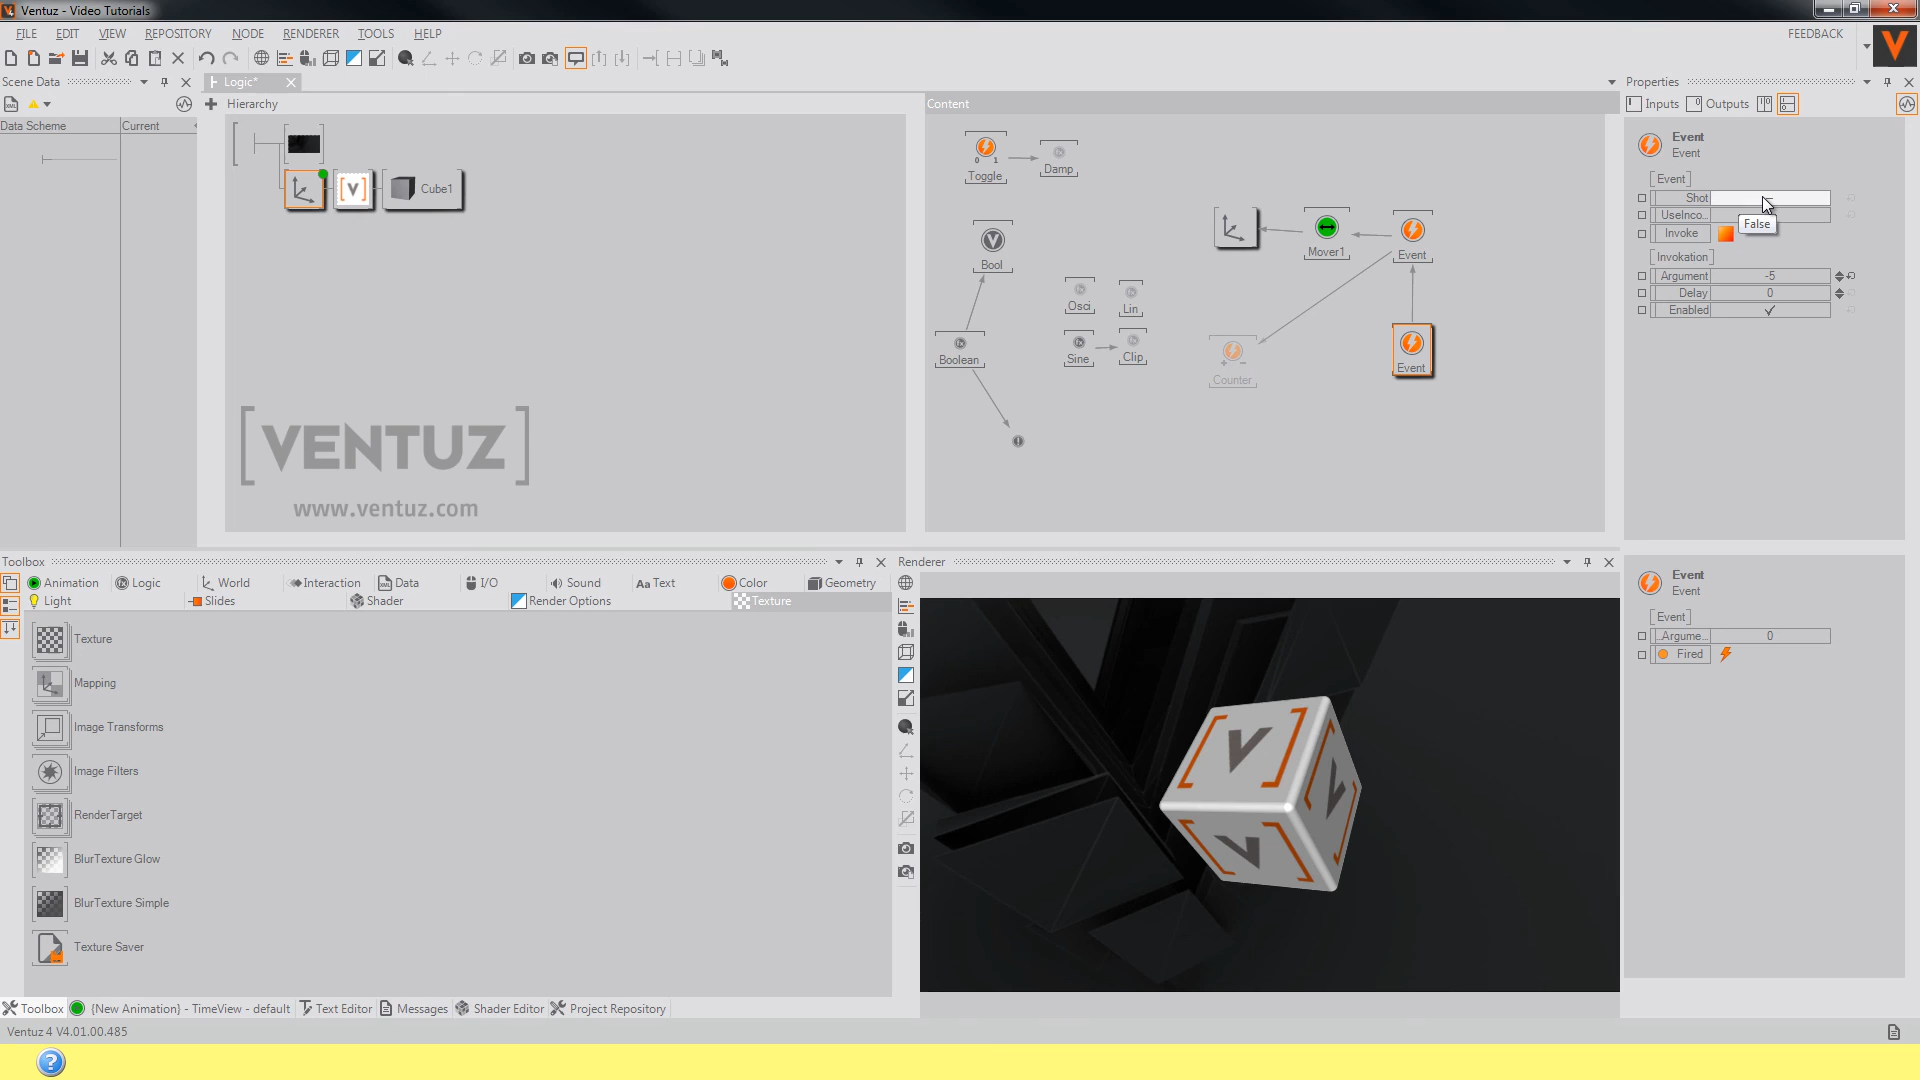 Ventuz - Video Tutorials
FILE EDIT VIEW REPOSITORY NODE RENDERER TOOLS HELP
FEEDBACK
Scene Data
Logic*
Properties
Hierarchy
Content
Inputs Outputs
Data Scheme Current
Cube1
Toggle
0 1
Damp
Bool
Osci
Lin
Boolean
Sine
Clip
Mover1
Event
Counter
Event
Event
Event
[Event]
Shot
UseInco..
False
Invoke
[Invokation]
Argument -5
Delay 0
Enabled
[VENTUZ]
www.ventuz.com
Toolbox
Renderer
Animation Logic World Interaction Data I/O Sound Text Color Geometry
Light Slides Shader Render Options Texture
Texture
Mapping
Image Transforms
Image Filters
RenderTarget
BlurTexture Glow
BlurTexture Simple
Texture Saver
Event
Event
[Event]
..Argume... 0
Fired
Toolbox {New Animation} - TimeView - default Text Editor Messages Shader Editor Project Repository
Ventuz 4 V4.01.00.485